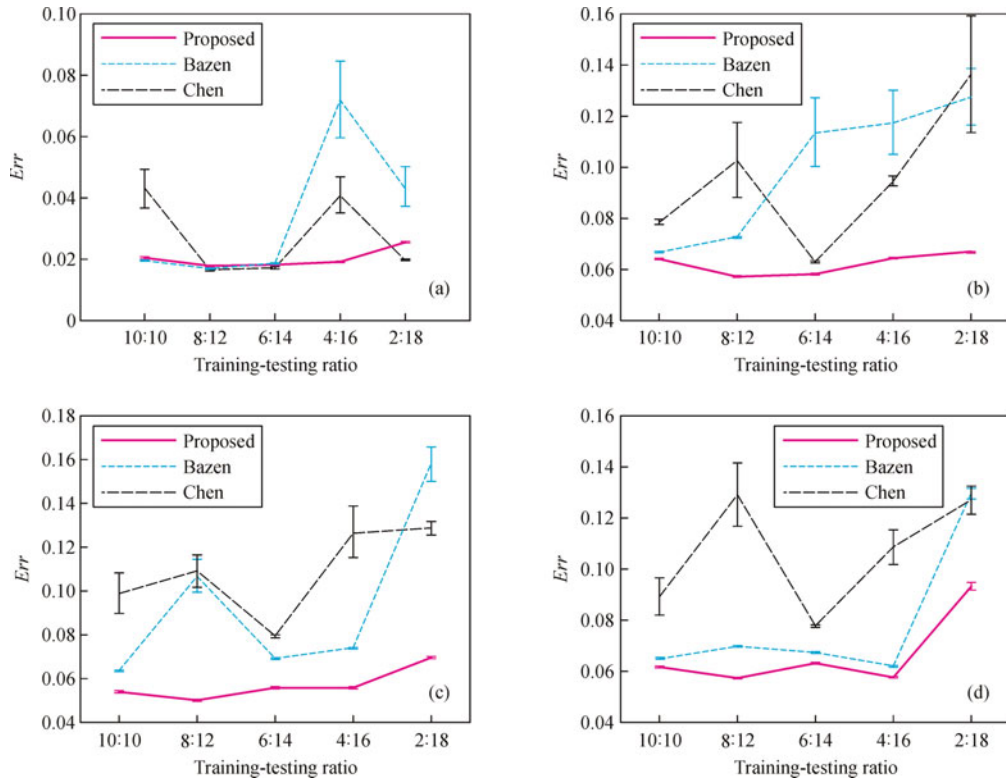 0.10
0.08
0.06
0.04
0.02
0
Err
Proposed
Bazen
Chen
(a)
10:10 8:12 6:14 4:16 2:18
Training-testing ratio
0.16
0.14
0.12
0.10
0.08
0.06
0.04
Err
Proposed
Bazen
Chen
(b)
10:10 8:12 6:14 4:16 2:18
Training-testing ratio
0.18
0.16
0.14
0.12
0.10
0.08
0.06
0.04
Err
Proposed
Bazen
Chen
(c)
10:10 8:12 6:14 4:16 2:18
Training-testing ratio
0.16
0.14
0.12
0.10
0.08
0.06
0.04
Err
Proposed
Bazen
Chen
(d)
10:10 8:12 6:14 4:16 2:18
Training-testing ratio